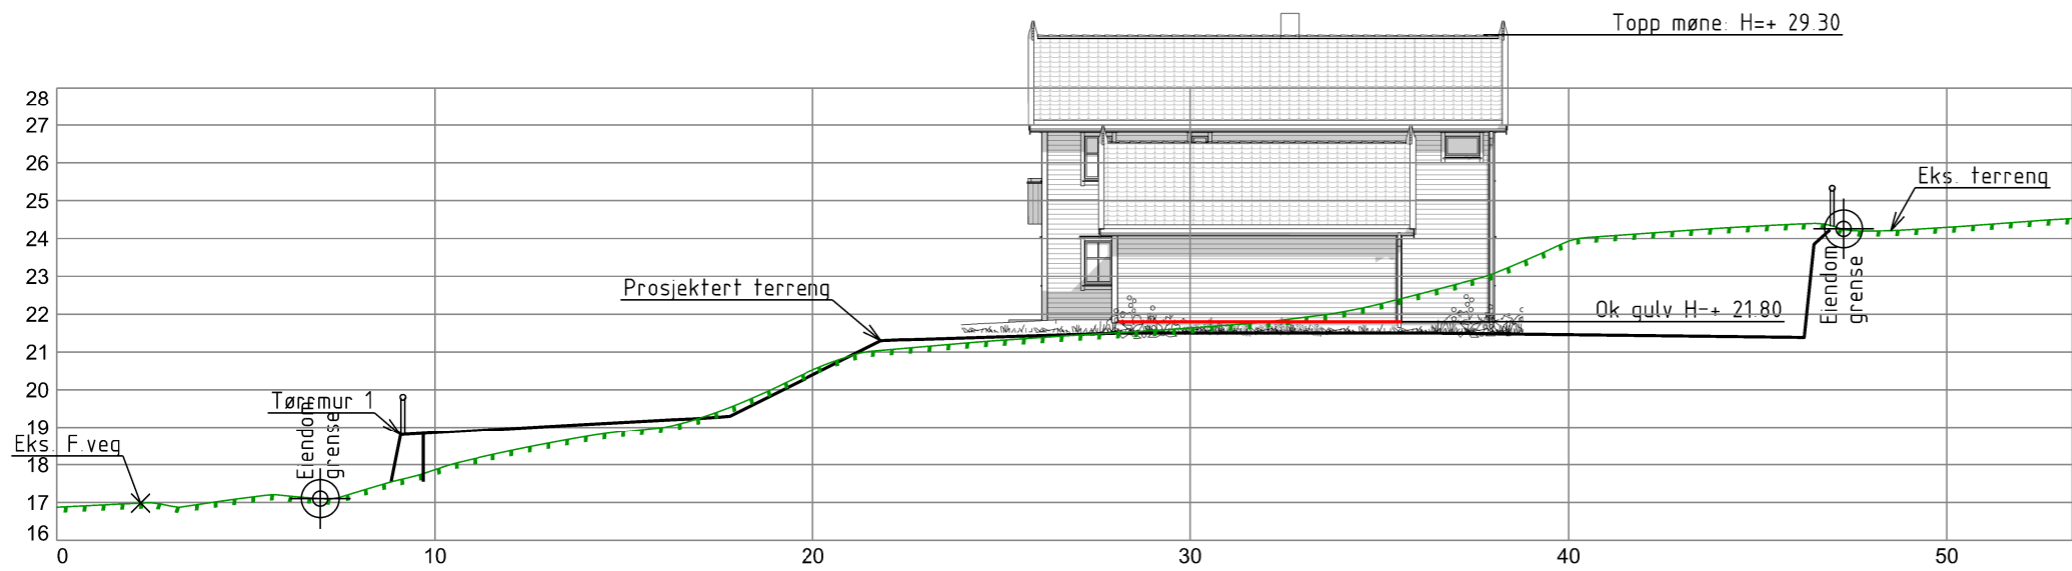 Topp møne: H=+ 29.30
28
27
26
25
24
23
22
21
20
19
18
17
16
Eks. terreng
Prosjektert terreng
Ok gulv H-+ 21.80
Eiendom
grense
Tørrmur 1
Eiendom
grense
Eks. F.veg
0
10
20
30
40
50